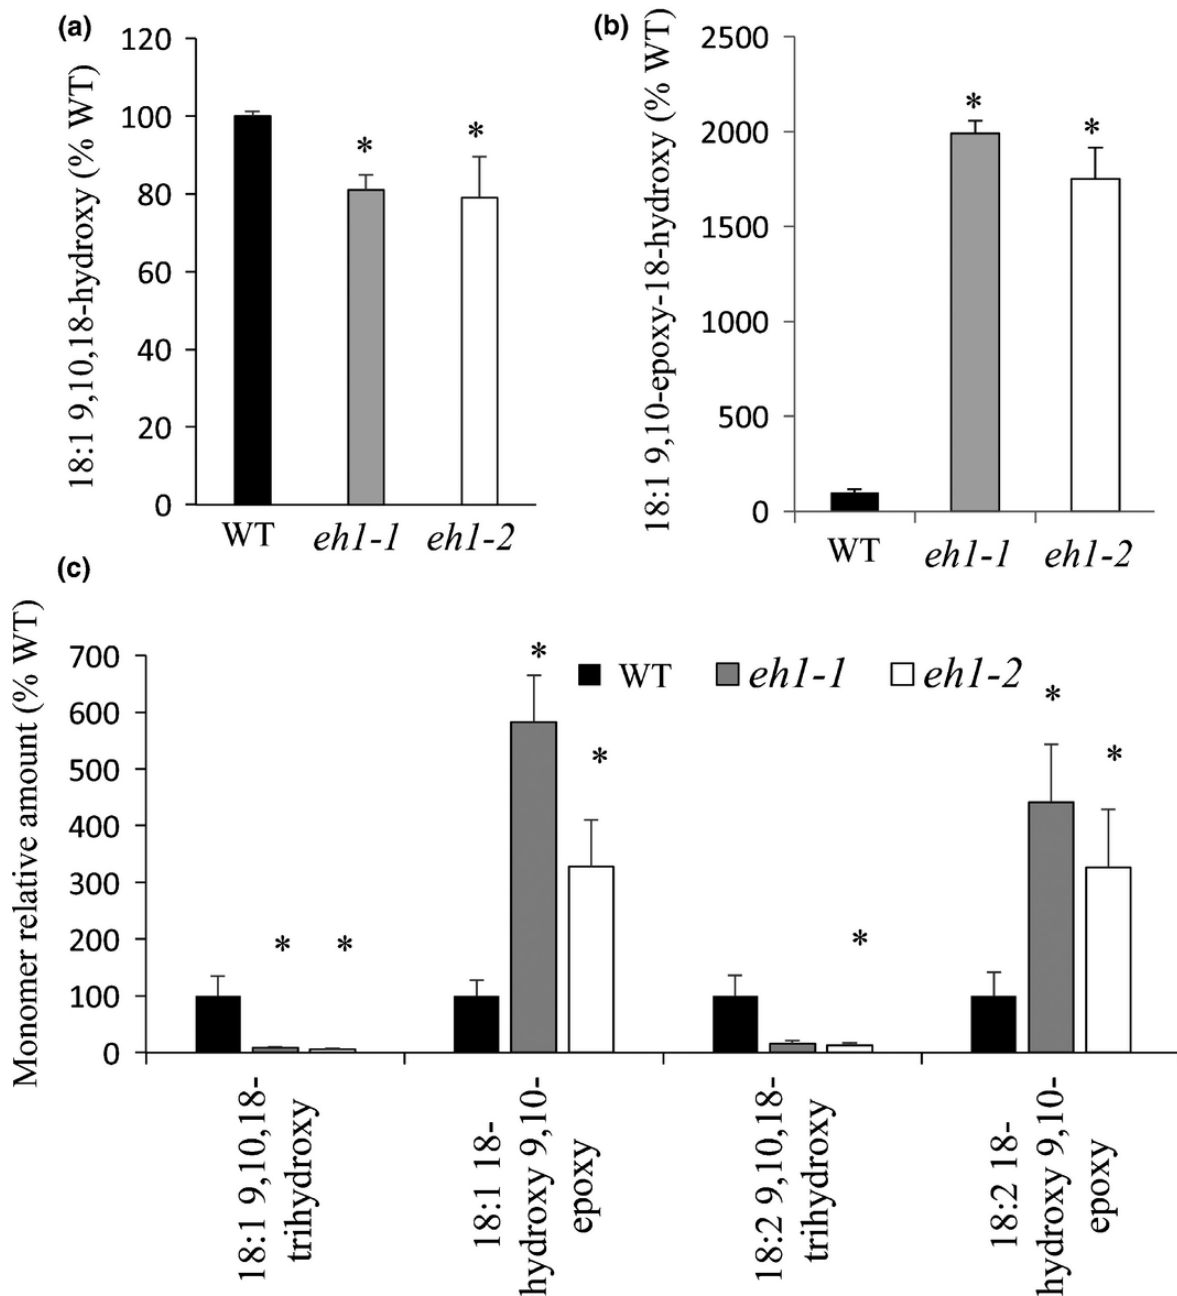 (a)
18:1 9,10,18-hydroxy (% WT)
120
100
80
60
40
20
0
*
*
WT
eh1-1
eh1-2
(b)
18:1 9,10-epoxy-18-hydroxy (% WT)
2500
2000
1500
1000
500
0
*
*
WT
eh1-1
eh1-2
(c)
Monomer relative amount (% WT)
700
600
500
400
300
200
100
0
WT
eh1-1
eh1-2
*
*
*
*
*
*
*
18:1 9,10,18-
trihydroxy
18:1 18-
hydroxy 9,10-
epoxy
18:2 9,10,18-
trihydroxy
18:2 18-
hydroxy 9,10-
epoxy